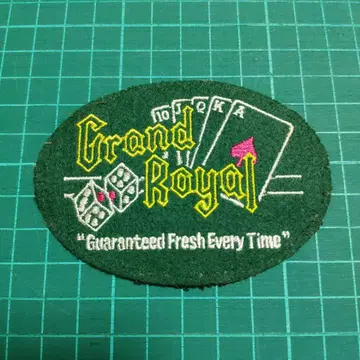 10 J Q K A
Grand
Royal
"Guaranteed Fresh Every Time"